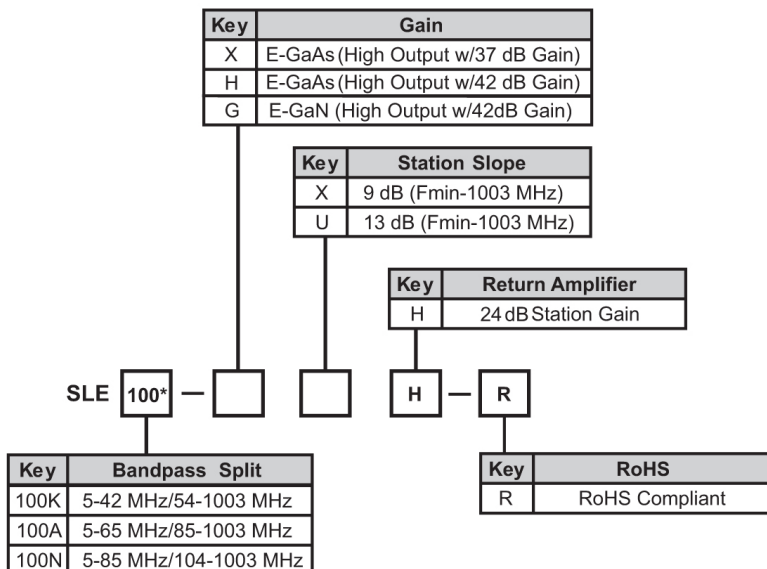 Key Gain
X E-GaAs (High Output w/37 dB Gain)
H E-GaAs (High Output w/42 dB Gain)
G E-GaN (High Output w/42dB Gain)
Key Station Slope
X 9 dB (Fmin-1003 MHz)
U 13 dB (Fmin-1003 MHz)
Key Return Amplifier
H 24 dB Station Gain
SLE 100* — H — R
Key Bandpass Split
100K 5-42 MHz/54-1003 MHz
100A 5-65 MHz/85-1003 MHz
100N 5-85 MHz/104-1003 MHz
Key RoHS
R RoHS Compliant